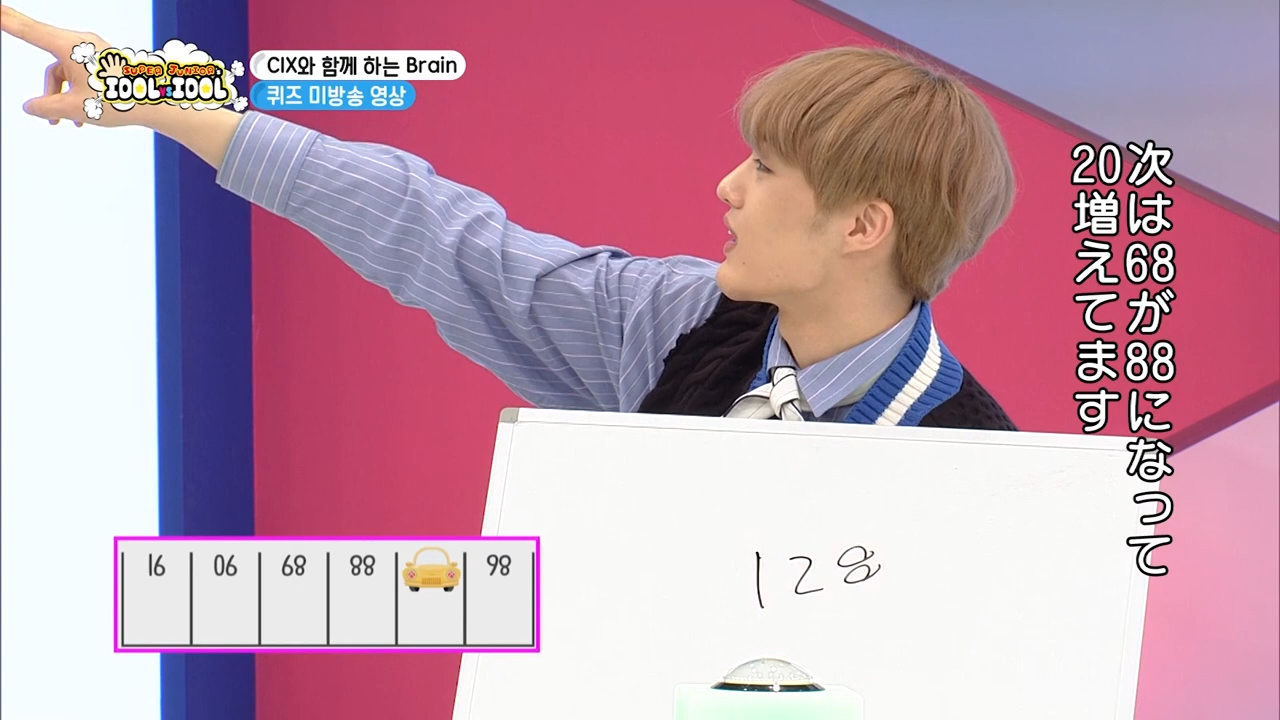 SUPER JUNIOR's
IDOL vs IDOL
CIX와 함께 하는 Brain
퀴즈 미방송 영상
次は68が88になって
20増えてます
16 06 68 88 98
128